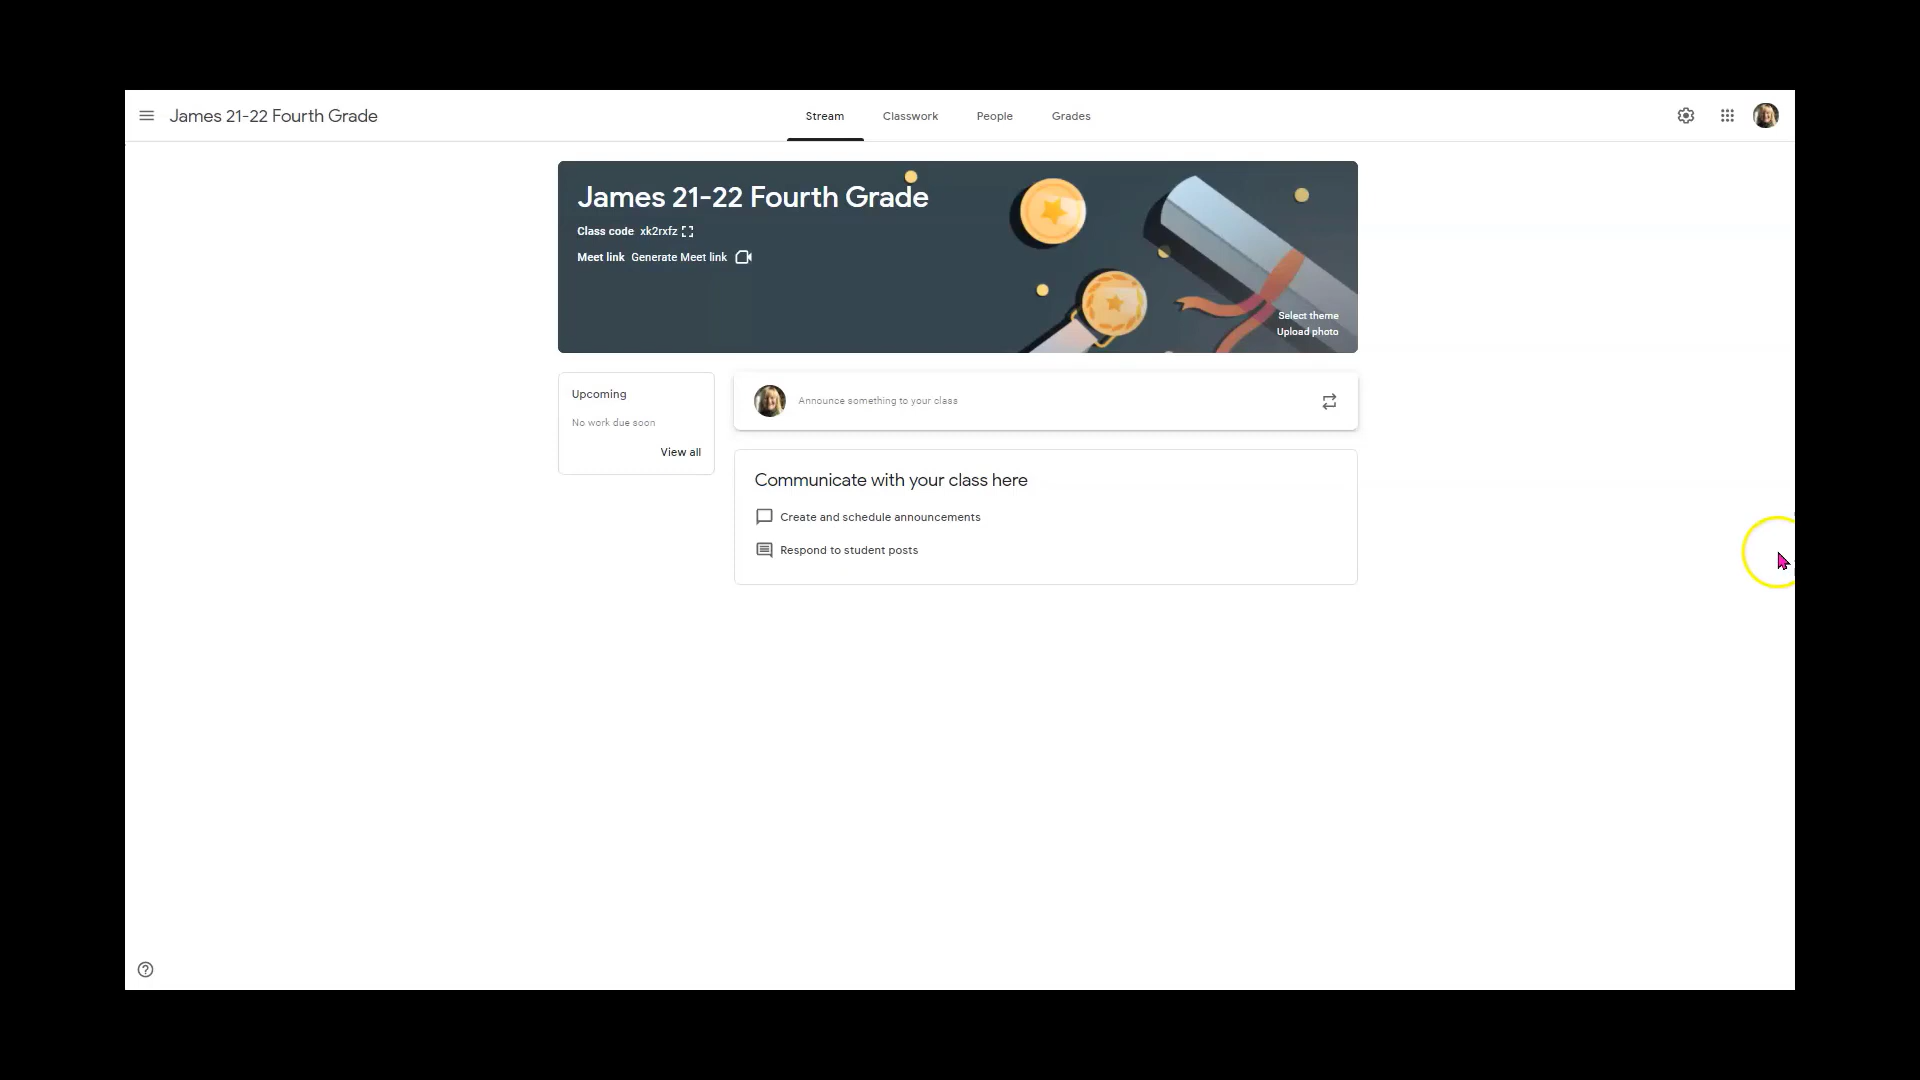 James 21-22 Fourth Grade
Stream
Classwork
People
Grades
James 21-22 Fourth Grade
Class code xk2rxfz
Meet link Generate Meet link
Select theme
Upload photo
Upcoming
No work due soon
View all
Announce something to your class
Communicate with your class here
Create and schedule announcements
Respond to student posts